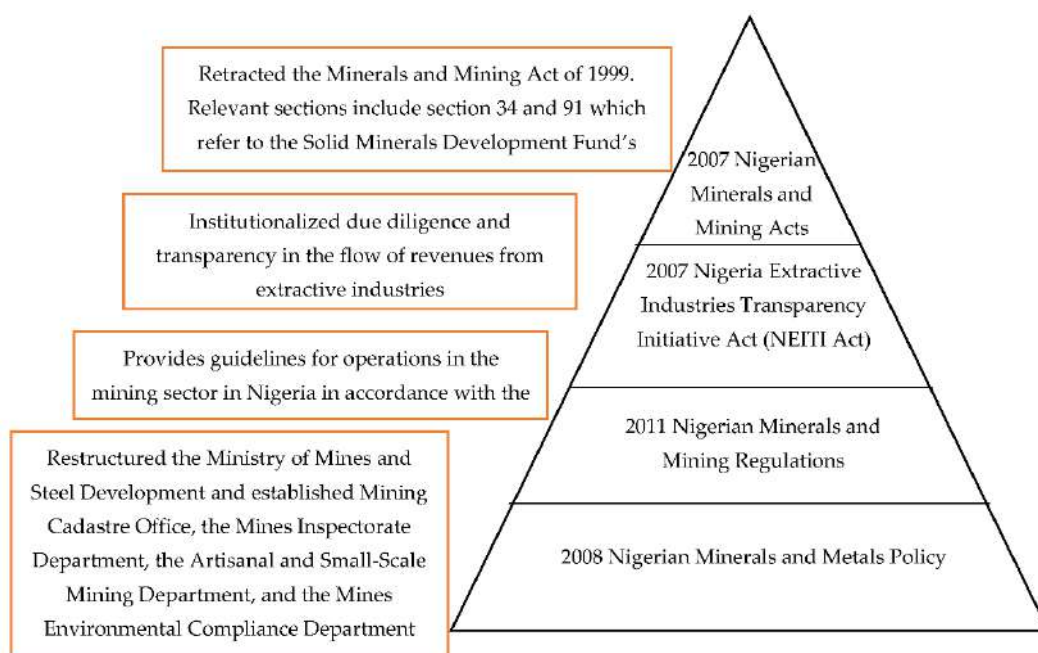 Retracted the Minerals and Mining Act of 1999.
Relevant sections include section 34 and 91 which
refer to the Solid Minerals Development Fund's
2007 Nigerian
Minerals and
Mining Acts
Institutionalized due diligence and
transparency in the flow of revenues from
extractive industries
2007 Nigeria Extractive
Industries Transparency
Initiative Act (NEITI Act)
Provides guidelines for operations in the
mining sector in Nigeria in accordance with the
2011 Nigerian Minerals and
Mining Regulations
Restructured the Ministry of Mines and
Steel Development and established Mining
Cadastre Office, the Mines Inspectorate
Department, the Artisanal and Small-Scale
Mining Department, and the Mines
Environmental Compliance Department
2008 Nigerian Minerals and Metals Policy